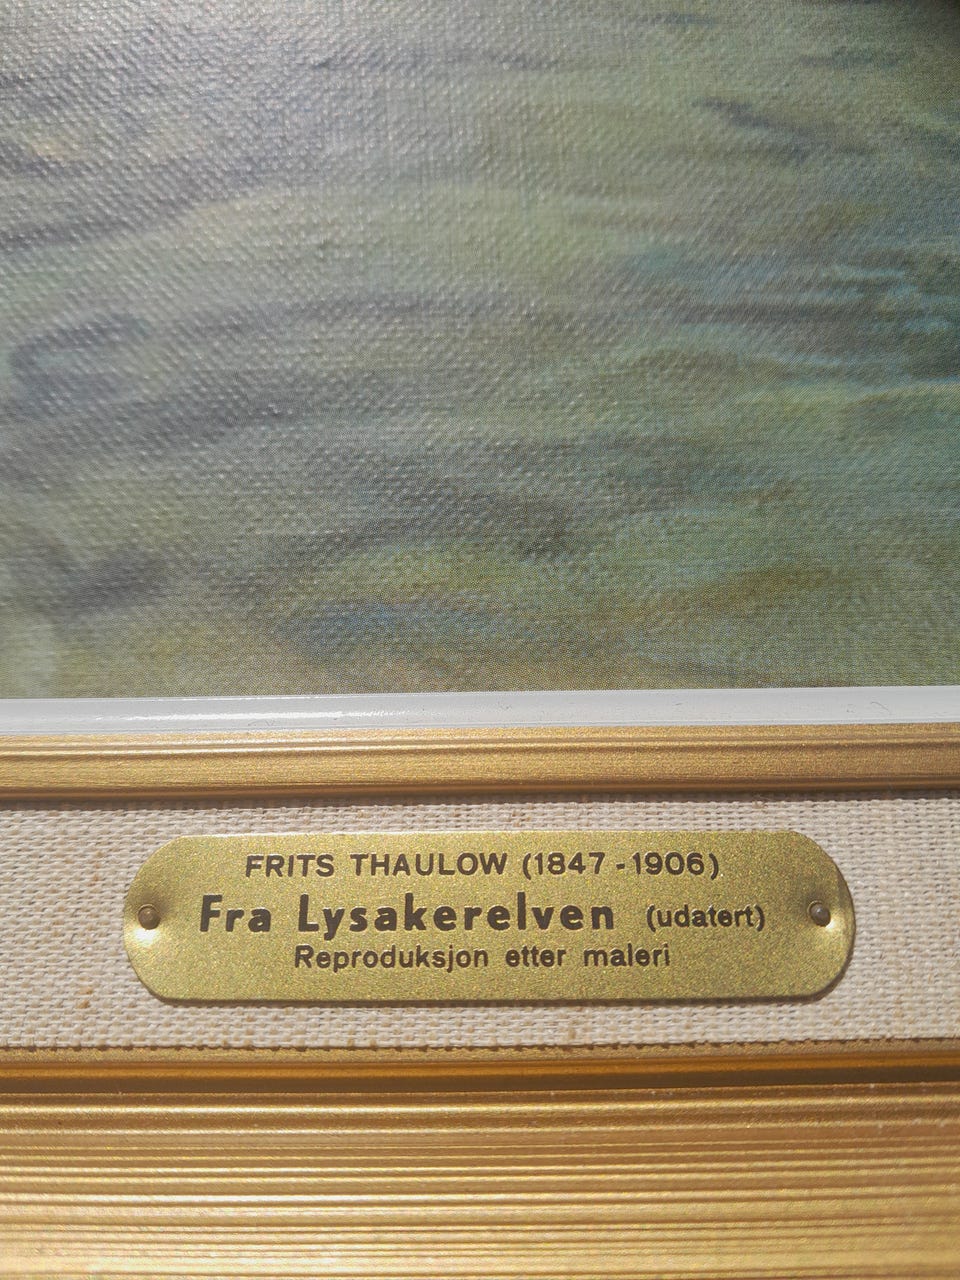 FRITS THAULOW (1847-1906)
Fra Lysakerelven (udatert)
Reproduksjon etter maleri